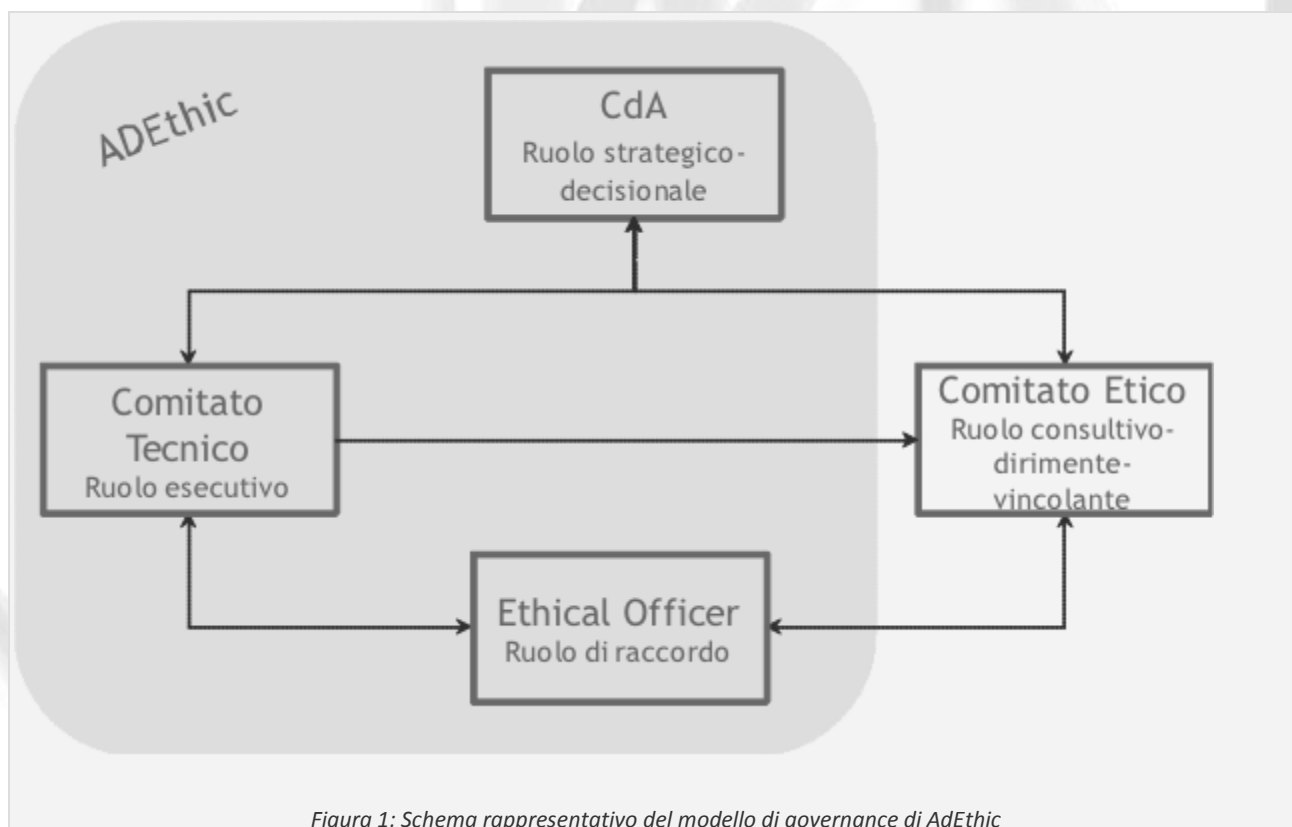 ADEthic
CdA
Ruolo strategico-
decisionale
Comitato
Tecnico
Ruolo esecutivo
Comitato Etico
Ruolo consultivo-
dirimente-
vincolante
Ethical Officer
Ruolo di raccordo
Figura 1: Schema rappresentativo del modello di governance di AdEthic